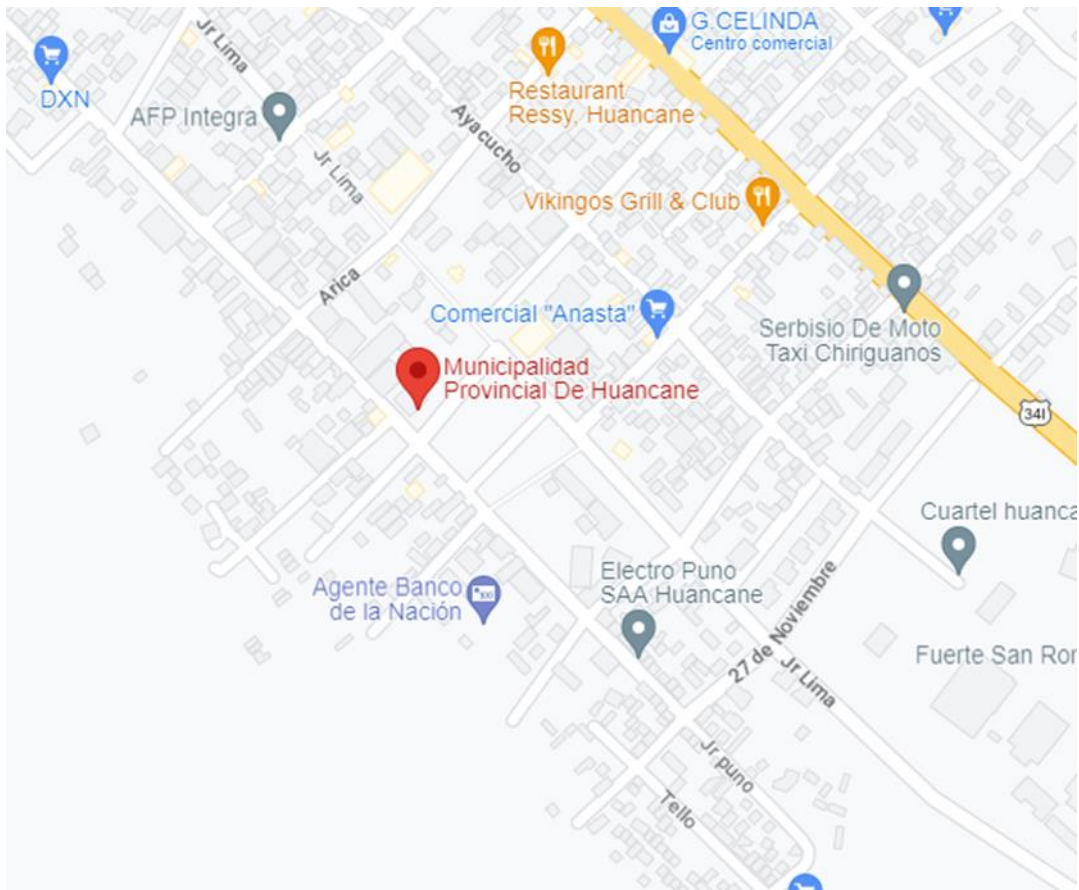 G.CELINDA
Centro comercial
Jr Lima
DXN
Restaurant
Ressy, Huancane
AFP Integra
Ayacucho
Jr Lima
Vikingos Grill & Club
Arica
Comercial "Anasta"
Serbisio De Moto
Taxi Chiriguanos
Municipalidad
Provincial De Huancane
34I
Cuartel huanca
Electro Puno
SAA Huancane
Agente Banco
de la Nación
27 de Noviembre
Fuerte San Ror
Jr Lima
Jr puno
Tello